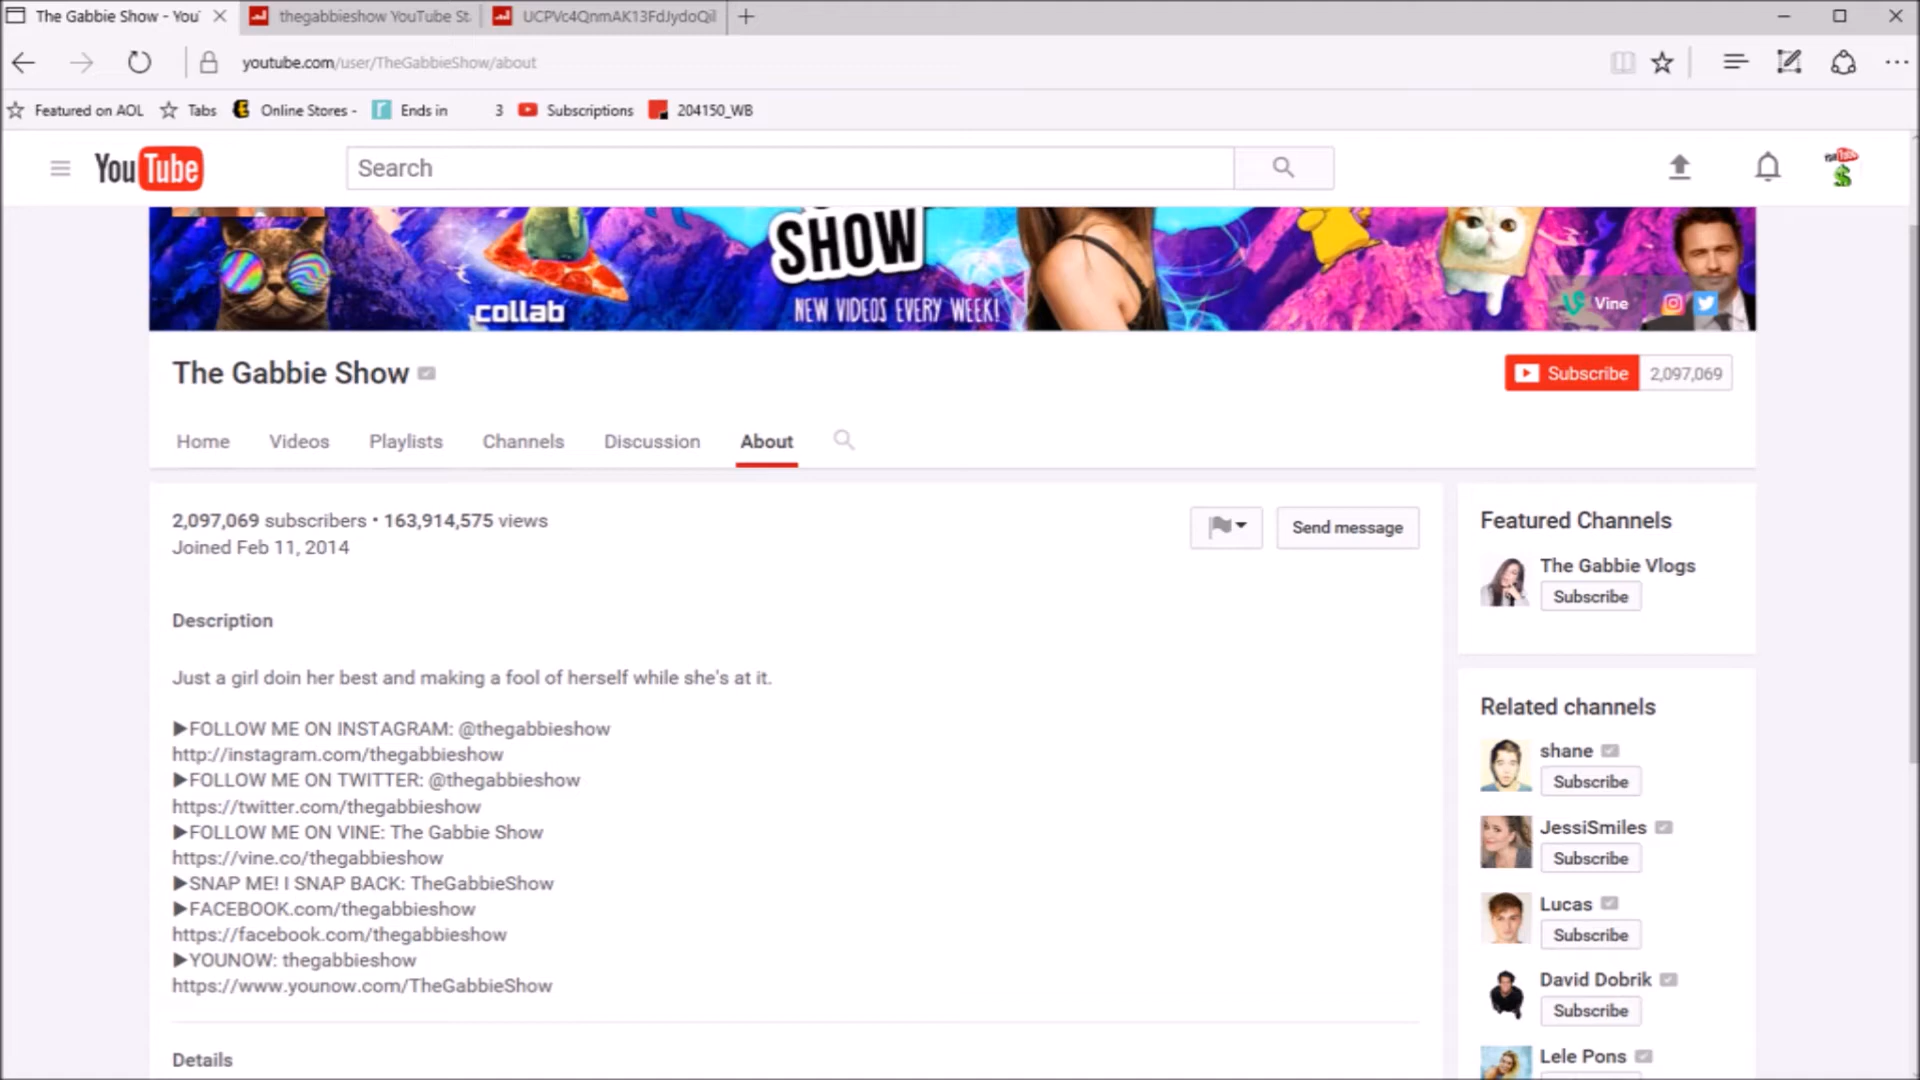 The Gabbie Show - You
thegabbieshow YouTube St
UCPVc4QnmAK13FdJydoQil
youtube.com/user/TheGabbieShow/about
Featured on AOL
Tabs
Online Stores -
Ends in
3
Subscriptions
204150_WB
YouTube
Search
SHOW
collab
NEW VIDEOS EVERY WEEK!
Vine
The Gabbie Show
Subscribe 2,097,069
Home Videos Playlists Channels Discussion About
2,097,069 subscribers • 163,914,575 views
Joined Feb 11, 2014
Send message
Description
Just a girl doin her best and making a fool of herself while she's at it.
▶FOLLOW ME ON INSTAGRAM: @thegabbieshow
http://instagram.com/thegabbieshow
▶FOLLOW ME ON TWITTER: @thegabbieshow
https://twitter.com/thegabbieshow
▶FOLLOW ME ON VINE: The Gabbie Show
https://vine.co/thegabbieshow
▶SNAP ME! I SNAP BACK: TheGabbieShow
▶FACEBOOK.com/thegabbieshow
https://facebook.com/thegabbieshow
▶YOUNOW: thegabbieshow
https://www.younow.com/TheGabbieShow
Details
Featured Channels
The Gabbie Vlogs
Subscribe
Related channels
shane
Subscribe
JessiSmiles
Subscribe
Lucas
Subscribe
David Dobrik
Subscribe
Lele Pons